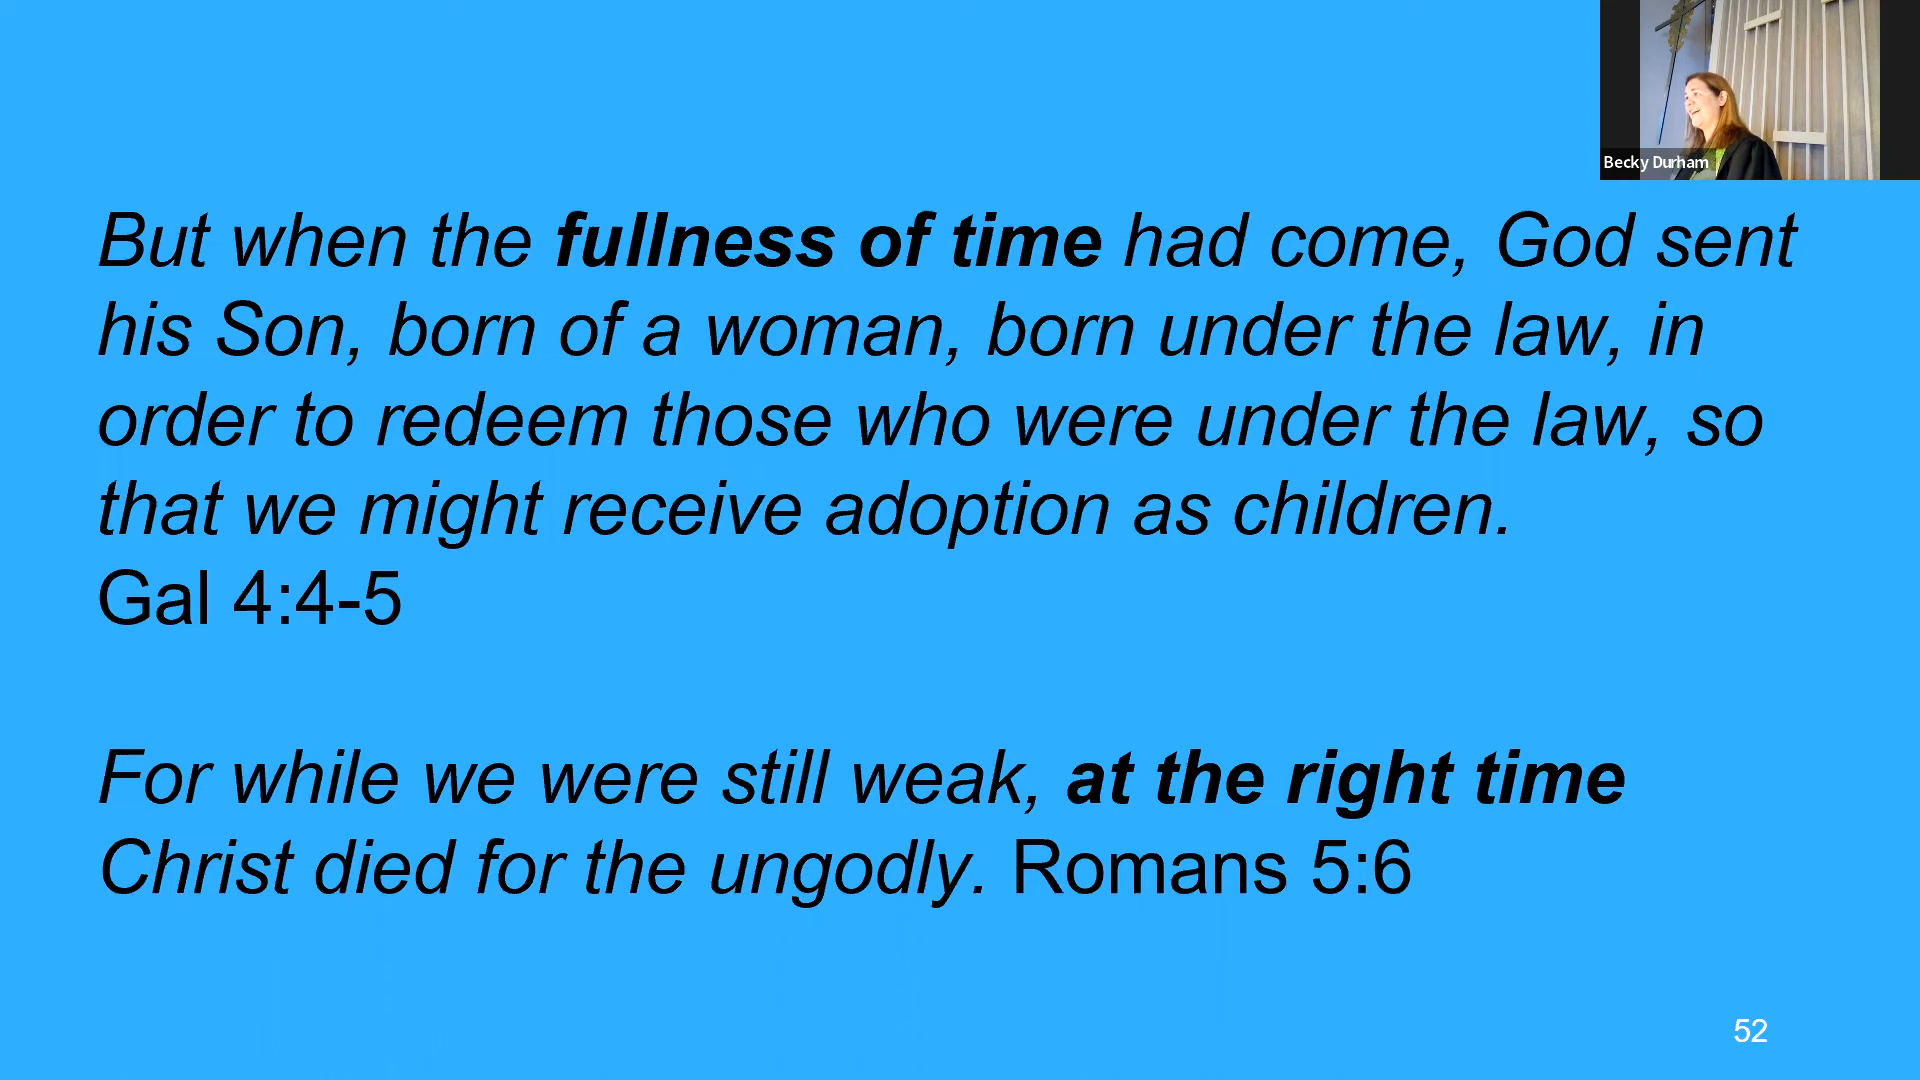 Becky Durham
But when the fullness of time had come, God sent
his Son, born of a woman, born under the law, in
order to redeem those who were under the law, so
that we might receive adoption as children.
Gal 4:4-5
For while we were still weak, at the right time
Christ died for the ungodly. Romans 5:6
52